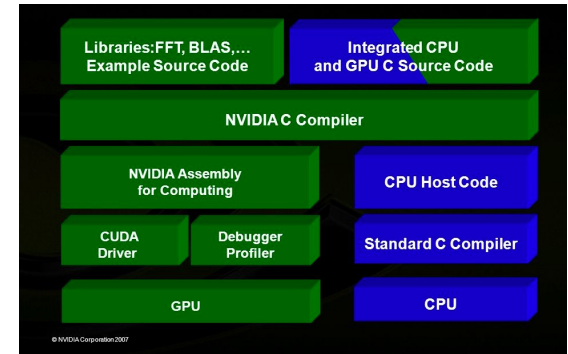 Libraries:FFT, BLAS,…
Example Source Code
Integrated CPU
and GPU C Source Code
NVIDIA C Compiler
NVIDIA Assembly
for Computing
CPU Host Code
CUDA
Driver
Debugger
Profiler
Standard C Compiler
GPU
CPU
© NVIDIA Corporation 2007